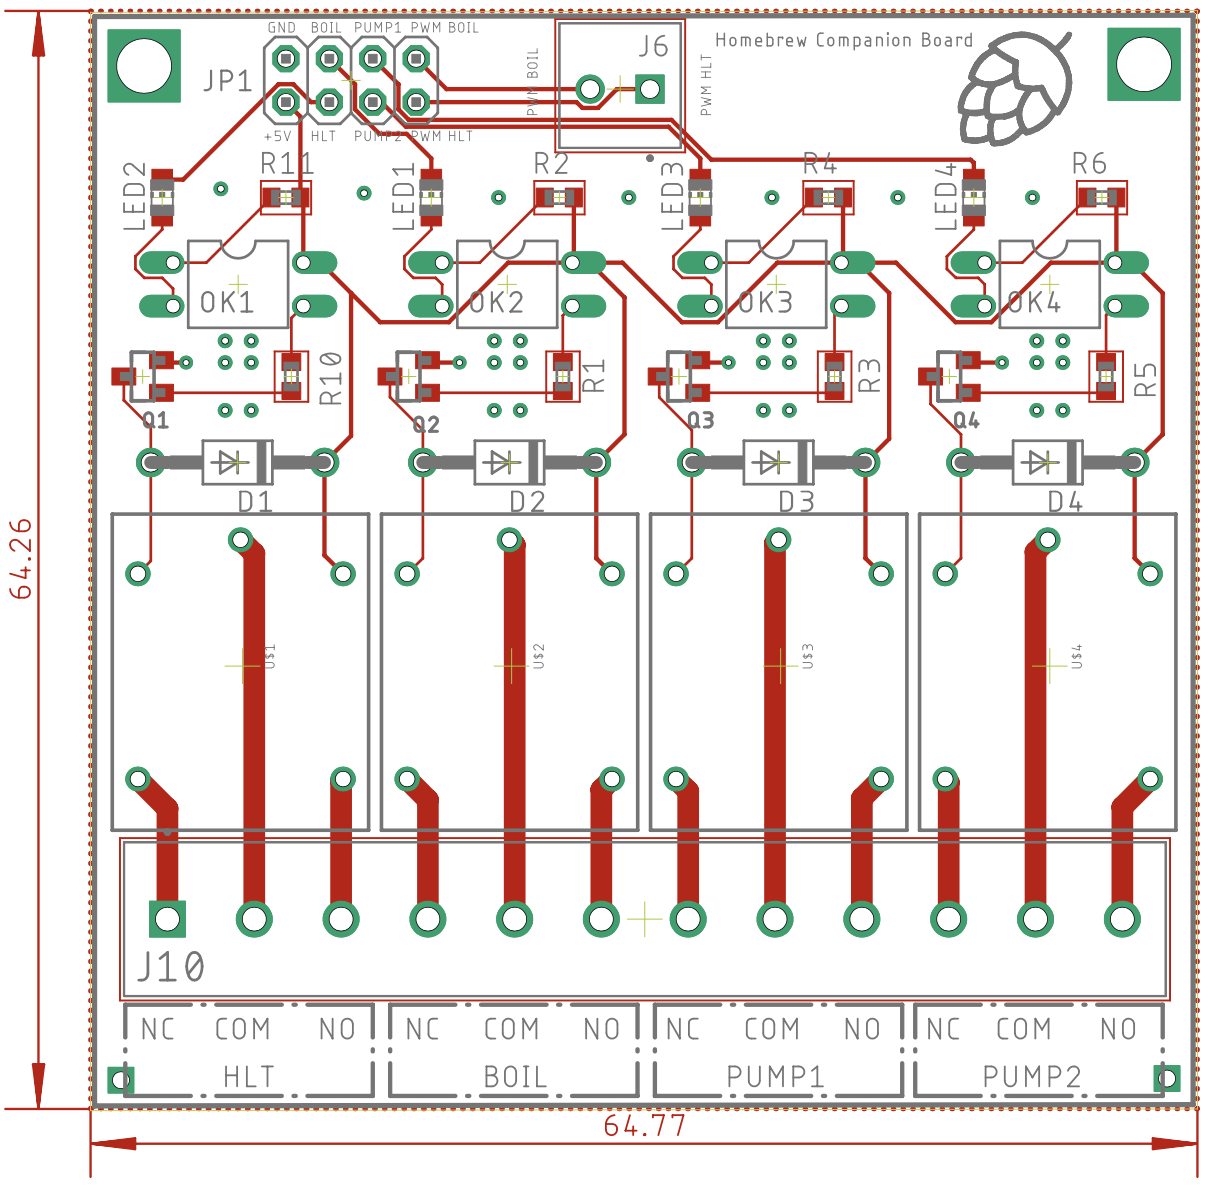 GND BOIL PUMP1 PWM BOIL
JP1
+5V HLT PUMP2 PWM HLT
PWM BOIL
J6
PWM HLT
Homebrew Companion Board
LED2
R11
LED1
R2
LED3
R4
LED4
R6
OK1
OK2
OK3
OK4
Q1
R10
Q2
R1
Q3
R3
Q4
R5
D1
D2
D3
D4
64.26
U$1
U$2
U$3
U$4
J10
NC COM NO
NC COM NO
NC COM NO
NC COM NO
HLT
BOIL
PUMP1
PUMP2
64.77